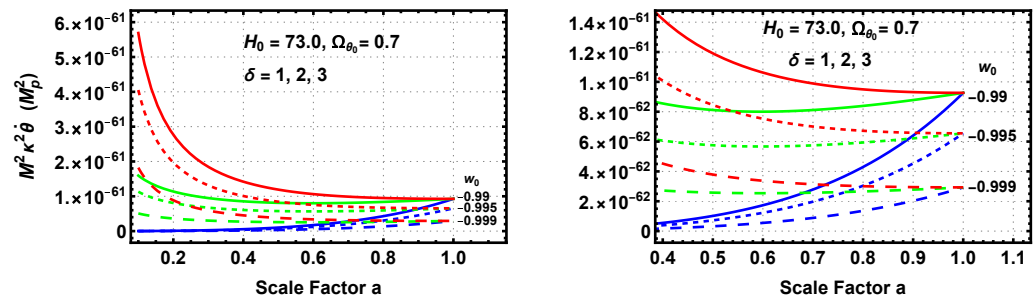 H₀ = 73.0, Ω_θ₀ = 0.7
δ = 1, 2, 3
M² κ² θ̇ (M_p²)
6.×10⁻⁶¹
5.×10⁻⁶¹
4.×10⁻⁶¹
3.×10⁻⁶¹
2.×10⁻⁶¹
1.×10⁻⁶¹
0
w₀
-0.99
-0.995
-0.999
0.2 0.4 0.6 0.8 1.0
Scale Factor a
H₀ = 73.0, Ω_θ₀ = 0.7
δ = 1, 2, 3
1.4×10⁻⁶¹
1.2×10⁻⁶¹
1.×10⁻⁶¹
8.×10⁻⁶²
6.×10⁻⁶²
4.×10⁻⁶²
2.×10⁻⁶²
0
w₀
-0.99
-0.995
-0.999
0.4 0.5 0.6 0.7 0.8 0.9 1.0 1.1
Scale Factor a